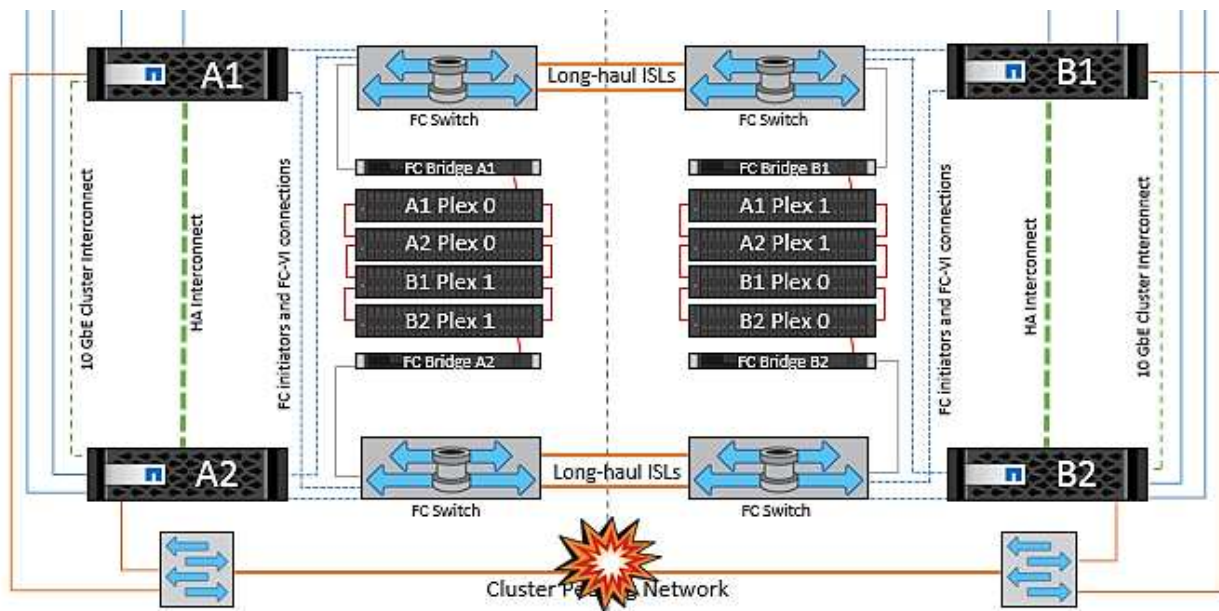 A1
B1
Long-haul ISLs
FC Switch
FC Switch
FC Bridge A1
FC Bridge B1
A1 Plex 0
A1 Plex 1
A2 Plex 0
A2 Plex 1
B1 Plex 1
B1 Plex 0
B2 Plex 1
B2 Plex 0
FC Bridge A2
FC Bridge B2
10 GbE cluster Interconnect
HA Interconnect
FC initiators and FC-VI connections
FC initiators and FC-VI connections
HA Interconnect
10 GbE Cluster Interconnect
A2
B2
Long-haul ISLs
FC Switch
FC Switch
Cluster Network